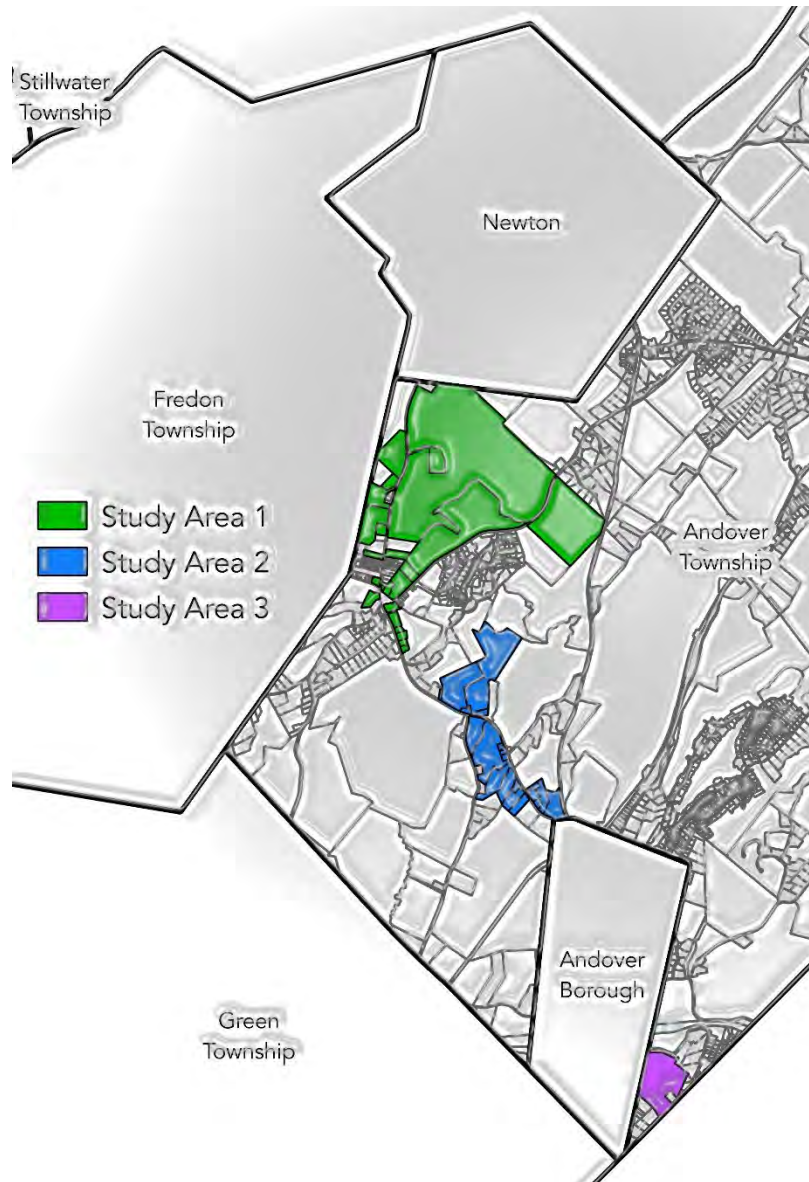 Stillwater
Township
Newton
Fredon
Township
Study Area 1
Study Area 2
Study Area 3
Andover
Township
Andover
Borough
Green
Township